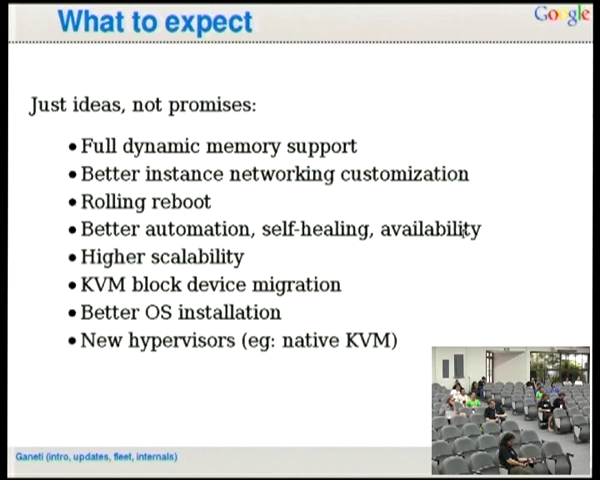 What to expect
Google
Just ideas, not promises:
• Full dynamic memory support
• Better instance networking customization
• Rolling reboot
• Better automation, self-healing, availability
• Higher scalability
• KVM block device migration
• Better OS installation
• New hypervisors (eg: native KVM)
Ganeti (intro, updates, fleet, internals)